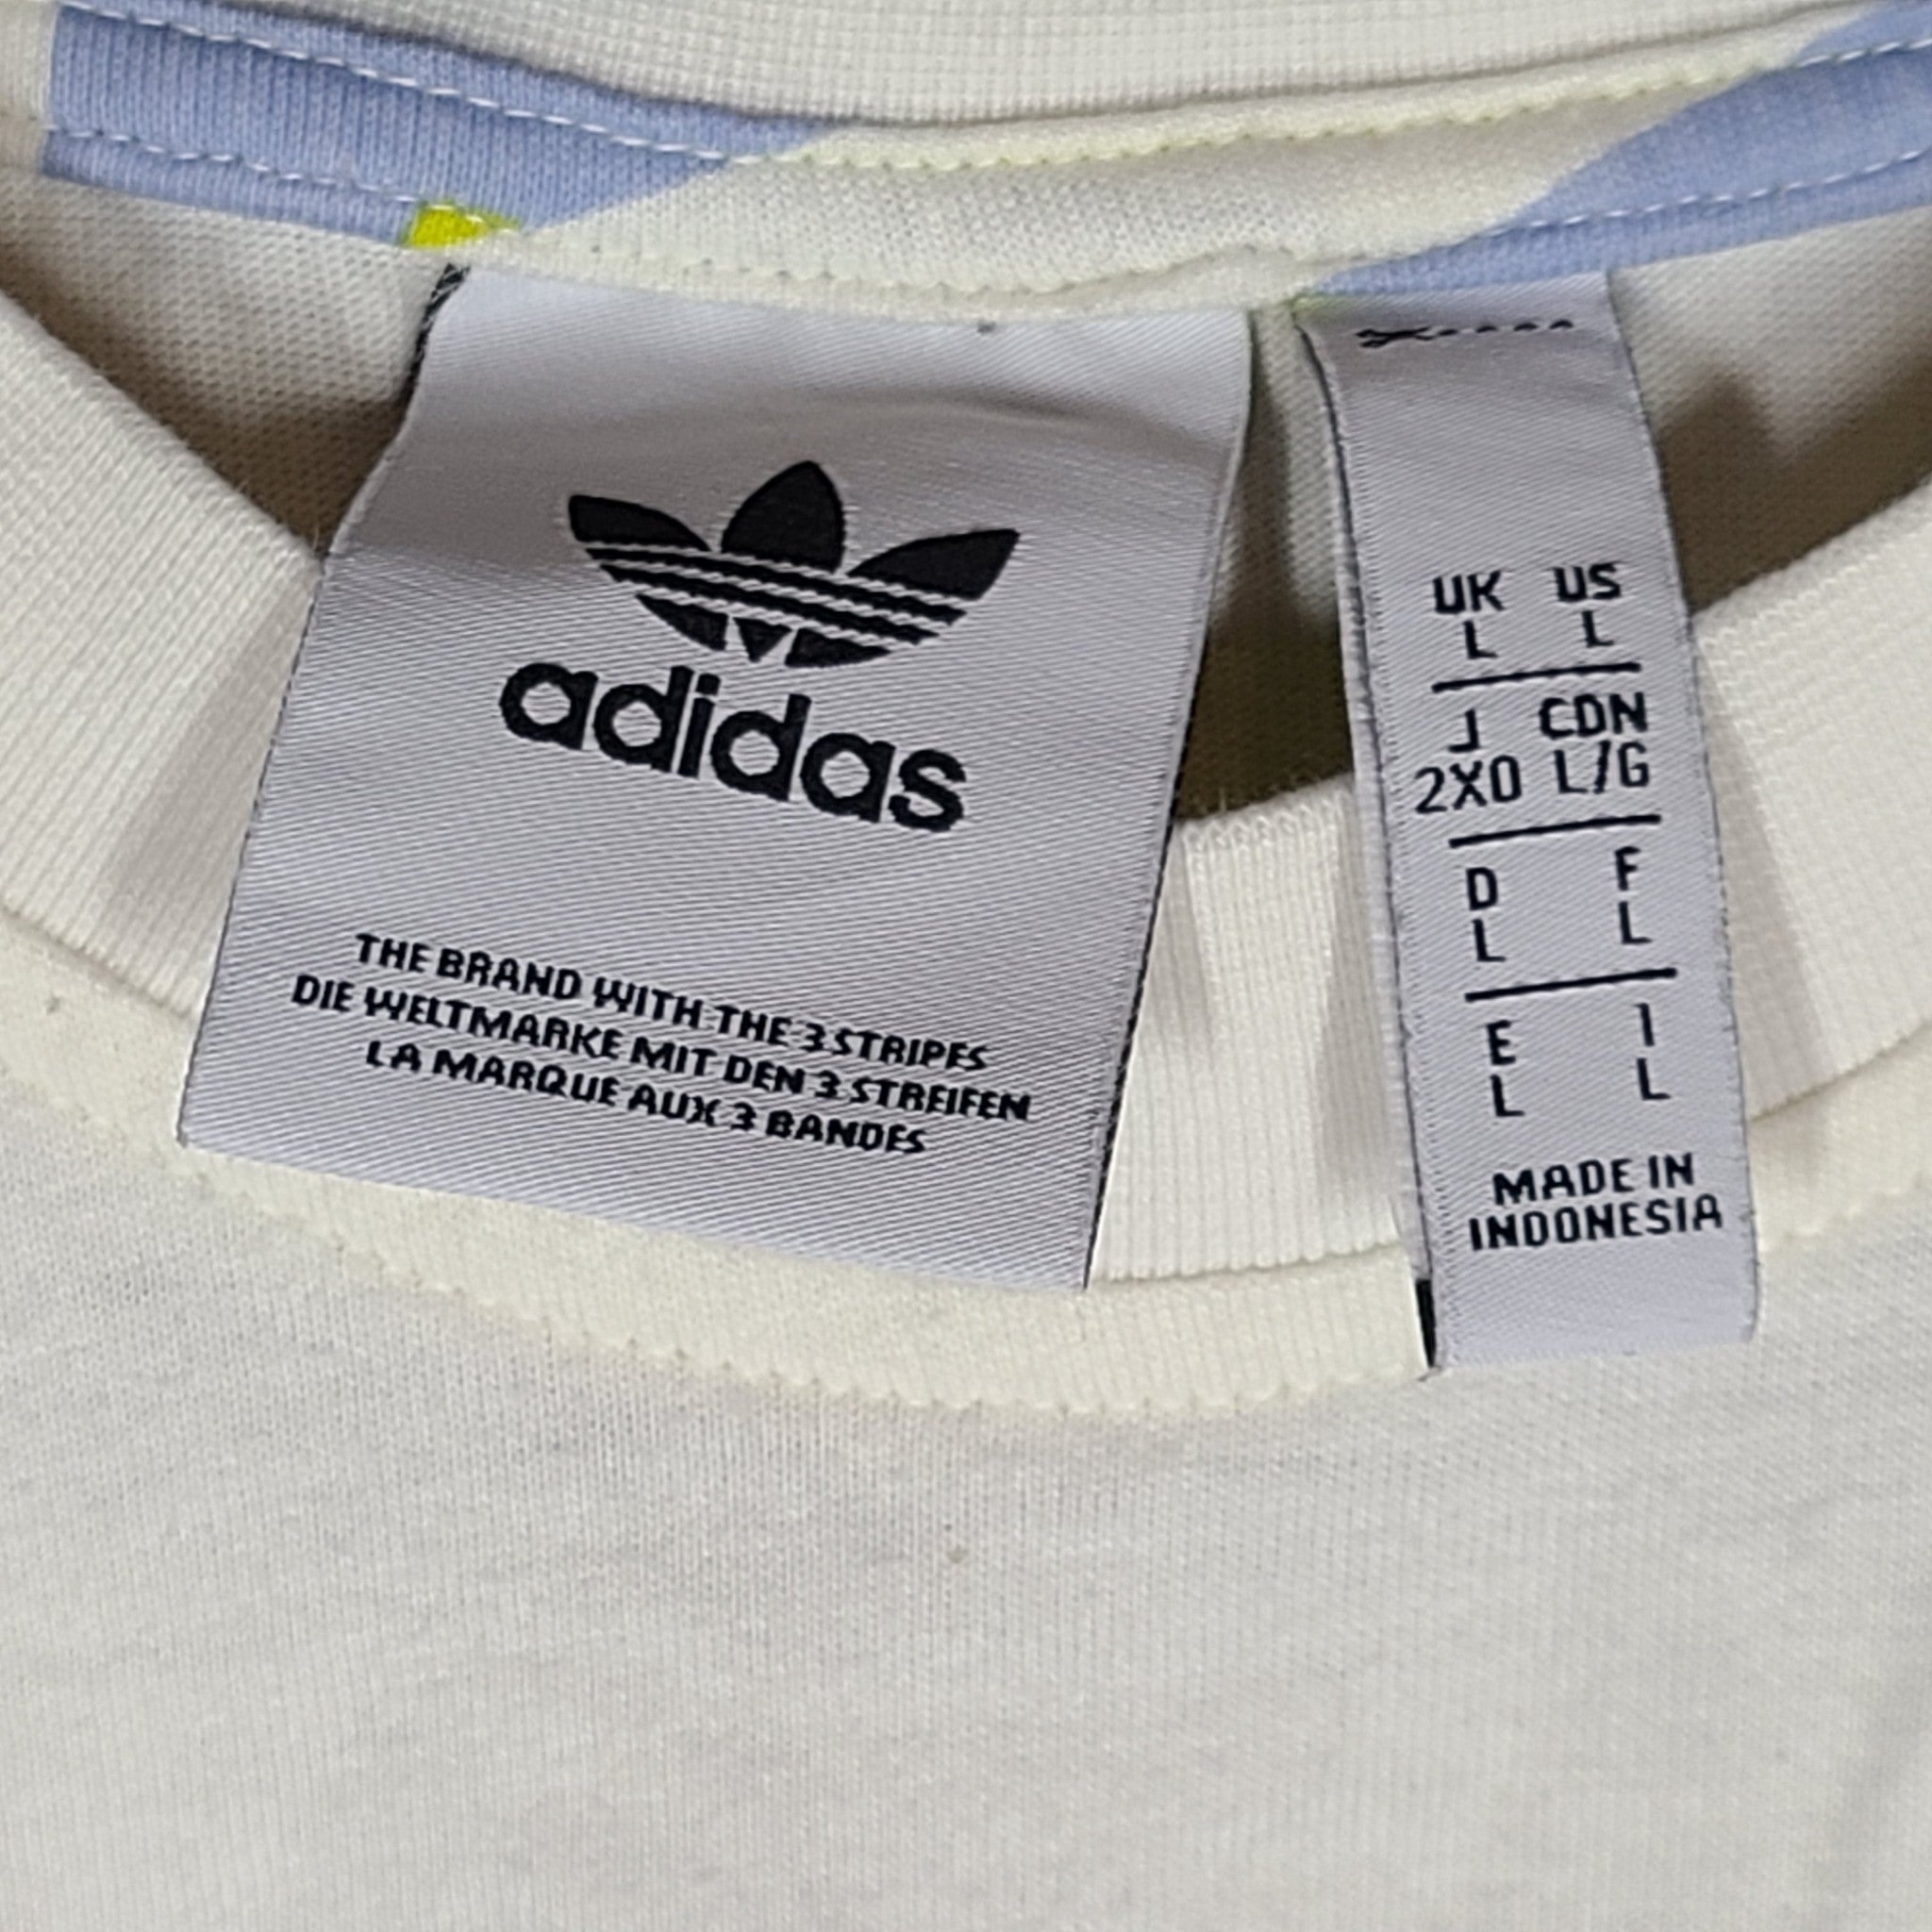 adidas
THE BRAND WITH THE 3 STRIPES
DIE WELTMARKE MIT DEN 3 STREIFEN
LA MARQUE AUX 3 BANDES
UK US
L L
J CDN
2XO L/G
D F
L L
E I
L L
MADE IN
INDONESIA